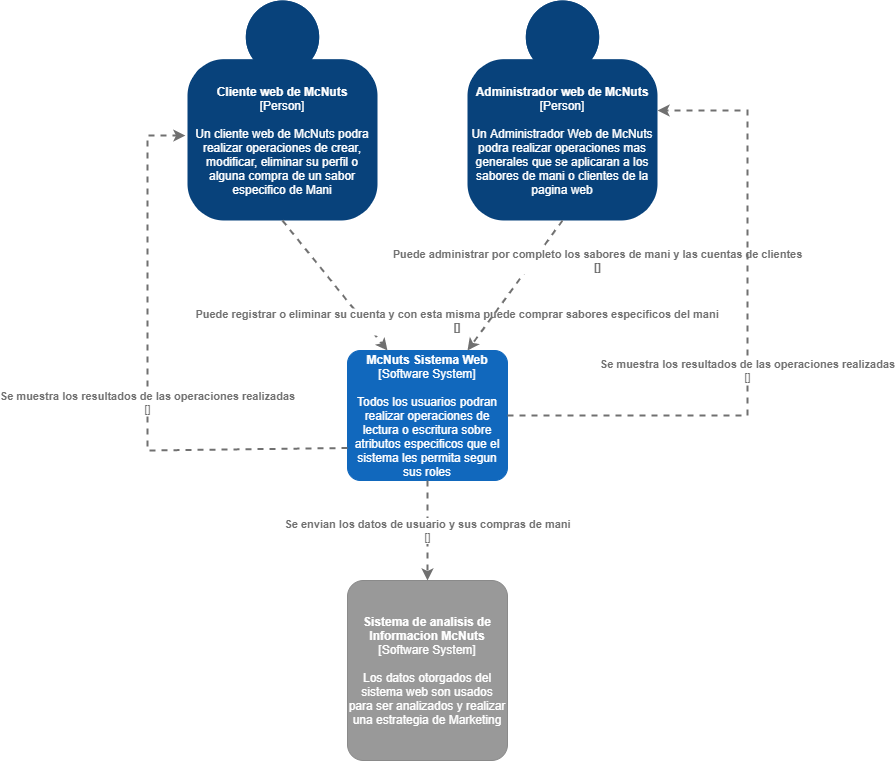 Cliente web de McNuts
[Person]
Un cliente web de McNuts podra
realizar operaciones de crear,
modificar, eliminar su perfil o
alguna compra de un sabor
especifico de Mani
Administrador web de McNuts
[Person]
Un Administrador Web de McNuts
podra realizar operaciones mas
generales que se aplicaran a los
sabores de mani o clientes de la
pagina web
Puede administrar por completo los sabores de mani y las cuentas de clientes
[]
Puede registrar o eliminar su cuenta y con esta misma puede comprar sabores especificos del mani
[]
McNuts Sistema Web
[Software System]
Todos los usuarios podran
realizar operaciones de
lectura o escritura sobre
atributos especificos que el
sistema les permita segun
sus roles
Se muestra los resultados de las operaciones realizadas
[]
Se muestra los resultados de las operaciones realizadas
[]
Se envian los datos de usuario y sus compras de mani
[]
Sistema de analisis de
Informacion McNuts
[Software System]
Los datos otorgados del
sistema web son usados
para ser analizados y realizar
una estrategia de Marketing